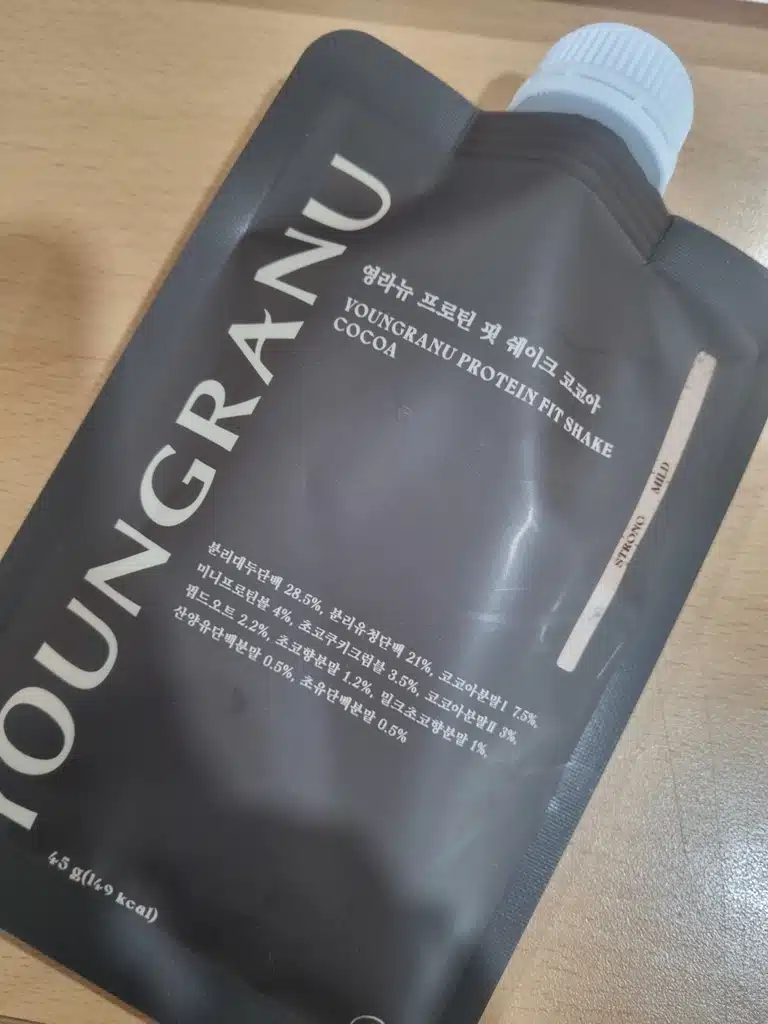 YOUNGRANU
영라뉴 프로틴 핏 쉐이크 코코아
YOUNGRANU PROTEIN FIT SHAKE
COCOA
STRONG MILD
분리대두단백 28.5%, 분리유청단백 21%, 코코아분말Ⅰ 7.5%,
미니프로틴볼 4%, 초코쿠키크럼블 3.5%, 코코아분말Ⅱ 3%,
퀵드오트 2.2%, 초코향분말 1.2%, 밀크초코향분말 1%,
산양유단백분말 0.5%, 초유단백분말 0.5%
45 g(149 kcal)